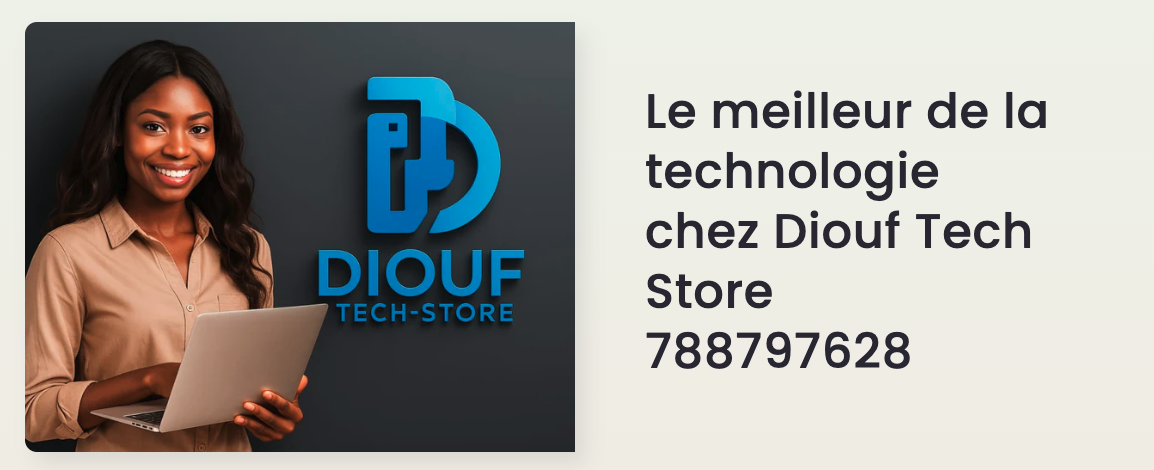 DIOUF
TECH-STORE
Le meilleur de la
technologie
chez Diouf Tech
Store
788797628